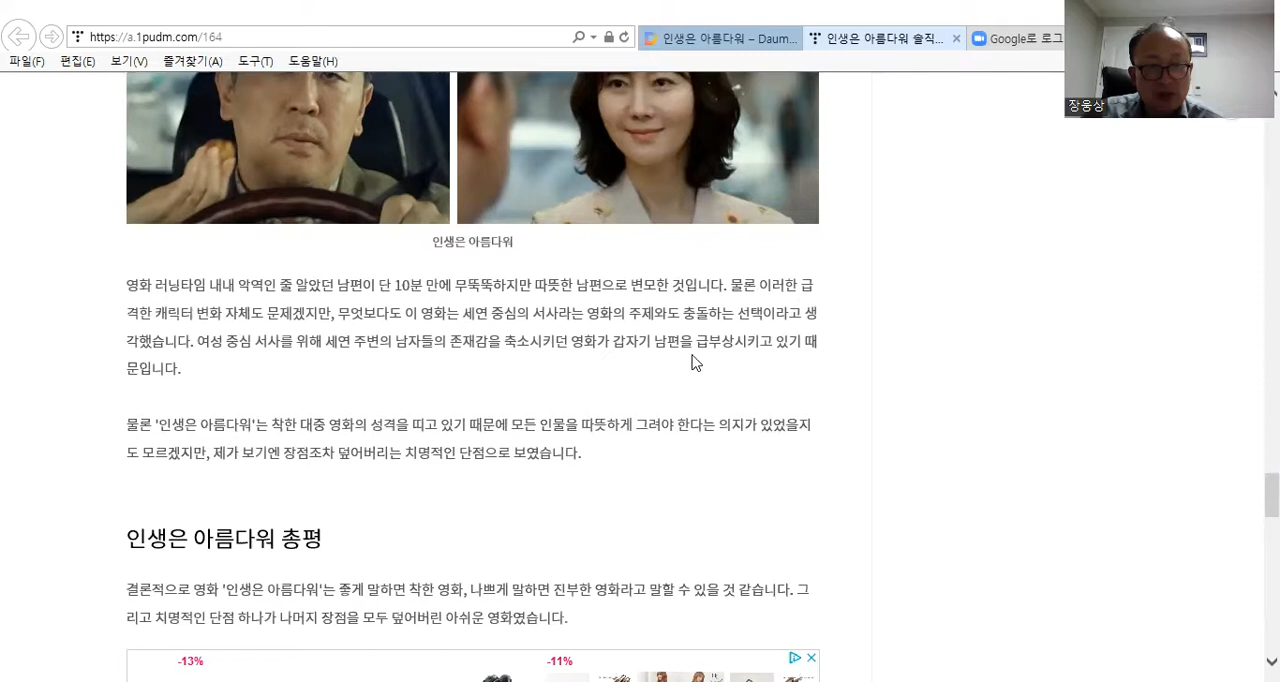 https://a.1pudm.com/164
인생은 아름다워 – Daum...
인생은 아름다워 솔직...
Google로 로그
파일(F) 편집(E) 보기(V) 즐겨찾기(A) 도구(T) 도움말(H)
장웅상
인생은 아름다워
영화 러닝타임 내내 악역인 줄 알았던 남편이 단 10분 만에 무뚝뚝하지만 따뜻한 남편으로 변모한 것입니다. 물론 이러한 급
격한 캐릭터 변화 자체도 문제겠지만, 무엇보다도 이 영화는 세연 중심의 서사라는 영화의 주제와도 충돌하는 선택이라고 생
각했습니다. 여성 중심 서사를 위해 세연 주변의 남자들의 존재감을 축소시키던 영화가 갑자기 남편을 급부상시키고 있기 때
문입니다.
물론 '인생은 아름다워'는 착한 대중 영화의 성격을 띠고 있기 때문에 모든 인물을 따뜻하게 그려야 한다는 의지가 있었을지
도 모르겠지만, 제가 보기엔 장점조차 덮어버리는 치명적인 단점으로 보였습니다.
인생은 아름다워 총평
결론적으로 영화 '인생은 아름다워'는 좋게 말하면 착한 영화, 나쁘게 말하면 진부한 영화라고 말할 수 있을 것 같습니다. 그
리고 치명적인 단점 하나가 나머지 장점을 모두 덮어버린 아쉬운 영화였습니다.
-13%
-11%